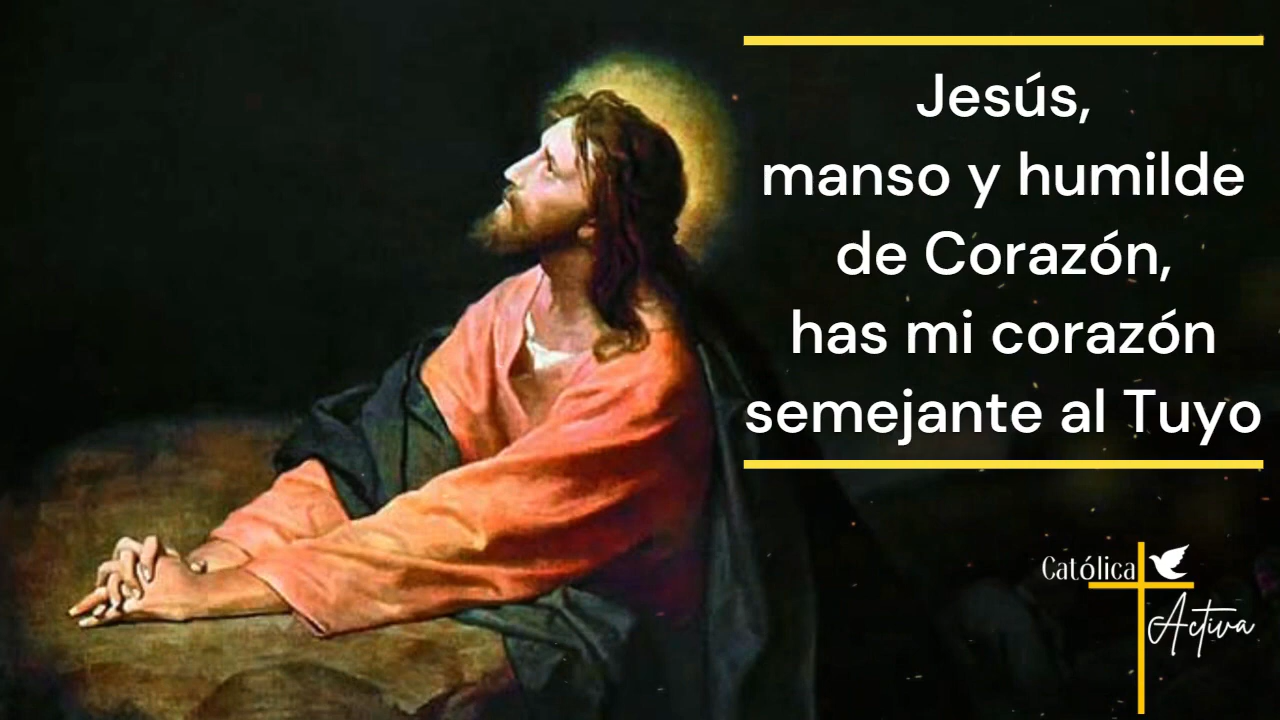 Jesús,
manso y humilde
de Corazón,
has mi corazón
semejante al Tuyo
Católica
Activa